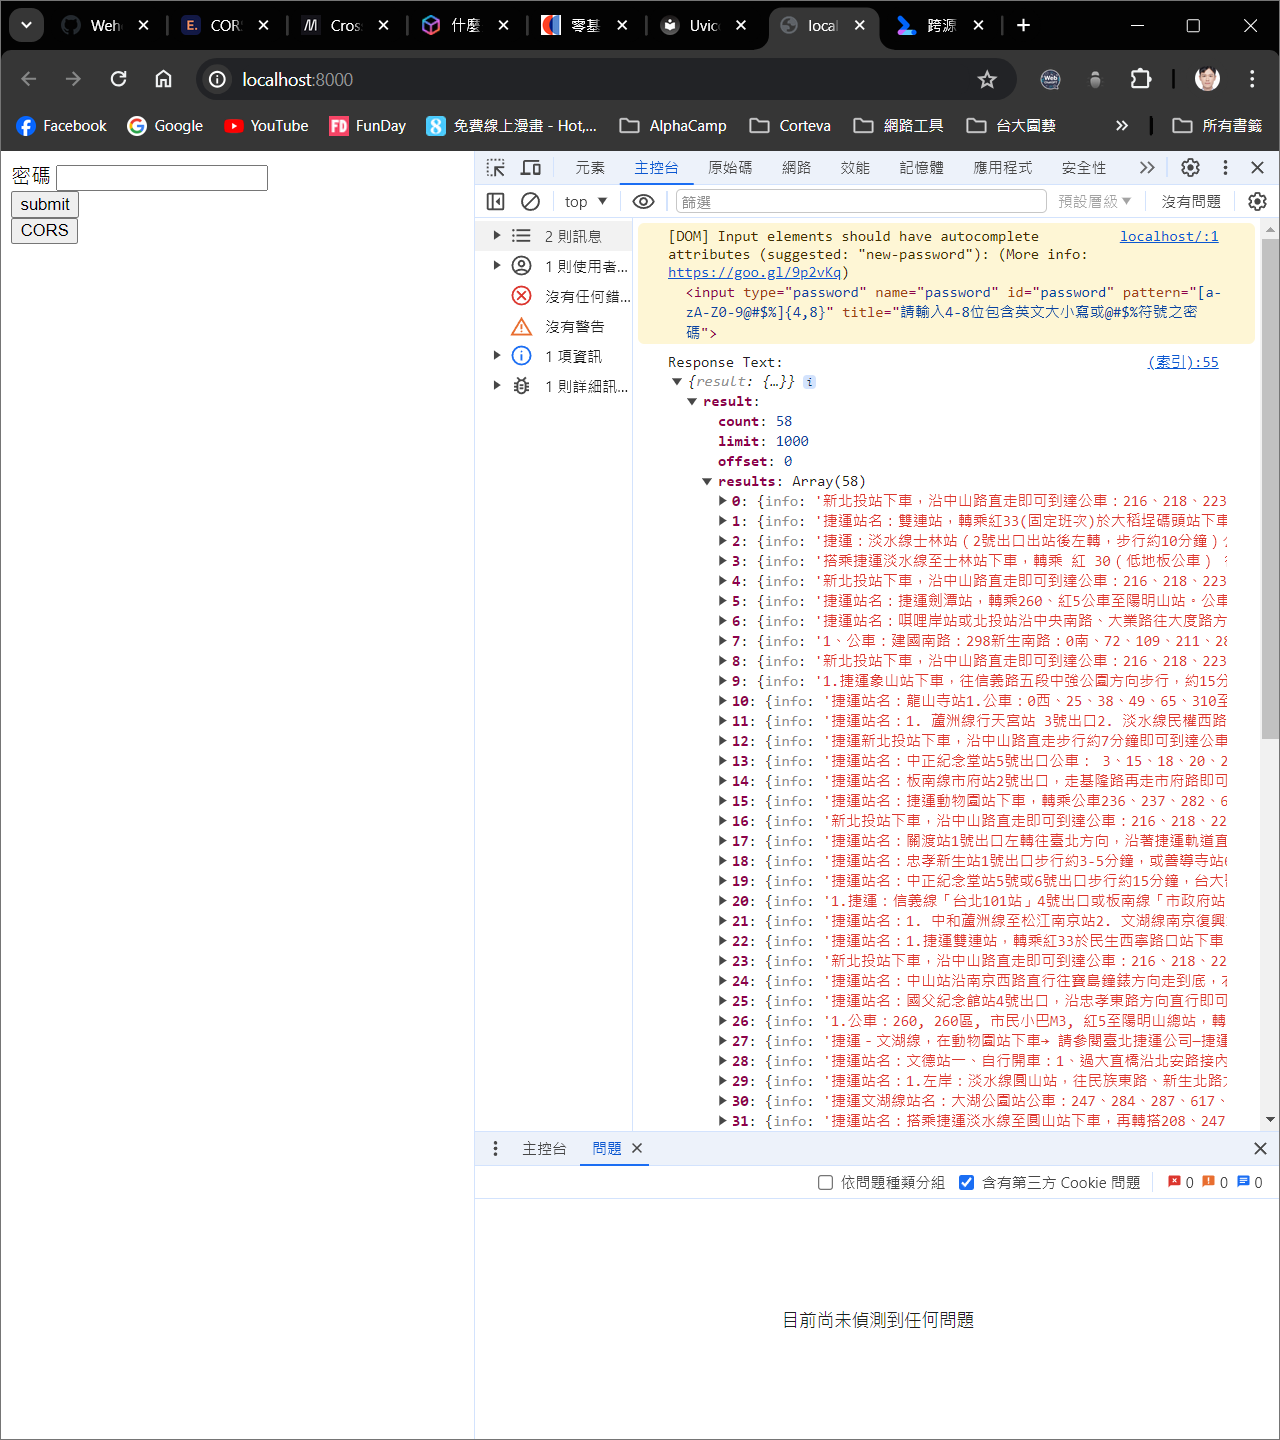 Weh
E. COR
M Cros
什麼
零基
Uvic
local
跨源
localhost:8000
Facebook Google YouTube FD FunDay 8 免費線上漫畫 - Hot,... AlphaCamp Corteva 網路工具 台大園藝 所有書籤
密碼
submit
CORS
元素 主控台 原始碼 網路 效能 記憶體 應用程式 安全性
top 篩選 預設層級 沒有問題
2 則訊息
1 則使用者...
沒有任何錯...
沒有警告
1 項資訊
1 則詳細訊...
[DOM] Input elements should have autocomplete localhost/:1
attributes (suggested: "new-password"): (More info:
https://goo.gl/9p2vKq)
<input type="password" name="password" id="password" pattern="[a-
zA-Z0-9@#$%]{4,8}" title="請輸入4-8位包含英文大小寫或@#$%符號之密
碼">
Response Text: (索引):55
{result: {…}} i
result:
count: 58
limit: 1000
offset: 0
results: Array(58)
0: {info: '新北投站下車，沿中山路直走即可到達公車：216、218、223
1: {info: '捷運站名：雙連站，轉乘紅33(固定班次)於大稻埕碼頭站下車
2: {info: '捷運：淡水線士林站（2號出口出站後左轉，步行約10分鐘）
3: {info: '搭乘捷運淡水線至士林站下車，轉乘 紅 30（低地板公車）
4: {info: '新北投站下車，沿中山路直走即可到達公車：216、218、223
5: {info: '捷運站名：捷運劍潭站，轉乘260、紅5公車至陽明山站。公車
6: {info: '捷運站名：唭哩岸站或北投站沿中央南路、大業路往大度路方
7: {info: '1、公車：建國南路：298新生南路：0南、72、109、211、28
8: {info: '新北投站下車，沿中山路直走即可到達公車：216、218、223
9: {info: '1.捷運象山站下車，往信義路五段中強公園方向步行，約15分
10: {info: '捷運站名：龍山寺站1.公車：0西、25、38、49、65、310至
11: {info: '捷運站名：1. 蘆洲線行天宮站 3號出口2. 淡水線民權西路
12: {info: '捷運新北投站下車，沿中山路直走步行約7分鐘即可到達公車
13: {info: '捷運站名：中正紀念堂站5號出口公車： 3、15、18、20、2
14: {info: '捷運站名：板南線市府站2號出口，走基隆路再走市府路即可
15: {info: '捷運站名：捷運動物園站下車，轉乘公車236、237、282、6
16: {info: '新北投站下車，沿中山路直走即可到達公車：216、218、22
17: {info: '捷運站名：關渡站1號出口左轉往臺北方向，沿著捷運軌道直
18: {info: '捷運站名：忠孝新生站1號出口步行約3-5分鐘，或善導寺站6
19: {info: '捷運站名：中正紀念堂站5號或6號出口步行約15分鐘，台大
20: {info: '1.捷運：信義線「台北101站」4號出口或板南線「市政府站
21: {info: '捷運站名：1. 中和蘆洲線至松江南京站2. 文湖線南京復興
22: {info: '捷運站名：1.捷運雙連站，轉乘紅33於民生西寧路口站下車
23: {info: '新北投站下車，沿中山路直走即可到達公車：216、218、22
24: {info: '捷運站名：中山站沿南京西路直行往寶島鐘錶方向走到底，
25: {info: '捷運站名：國父紀念館站4號出口，沿忠孝東路方向直行即可
26: {info: '1.公車：260, 260區, 市民小巴M3, 紅5至陽明山總站，轉
27: {info: '捷運－文湖線，在動物園站下車→ 請參閱臺北捷運公司—捷運
28: {info: '捷運站名：文德站一、自行開車：1、過大直橋沿北安路接內
29: {info: '捷運站名：1.左岸：淡水線圓山站，往民族東路、新生北路
30: {info: '捷運文湖線站名：大湖公園站公車：247、284、287、617、
31: {info: '捷運站名：搭乘捷運淡水線至圓山站下車，再轉搭208、247
主控台 問題
依問題種類分組 含有第三方 Cookie 問題 0 0 0
目前尚未偵測到任何問題